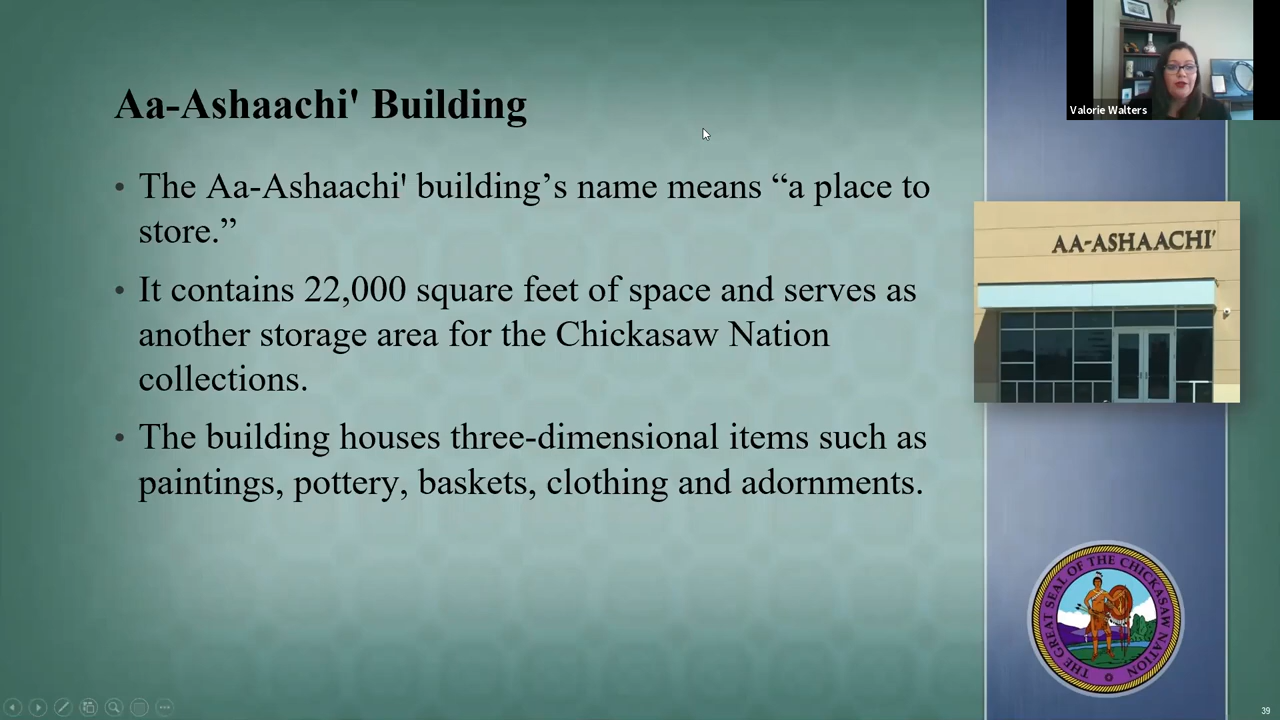 Aa-Ashaachi' Building
• The Aa-Ashaachi' building’s name means “a place to
store.”
• It contains 22,000 square feet of space and serves as
another storage area for the Chickasaw Nation
collections.
• The building houses three-dimensional items such as
paintings, pottery, baskets, clothing and adornments.
Valorie Walters
AA-ASHAACHI'
THE GREAT SEAL OF THE CHICKASAW NATION
39